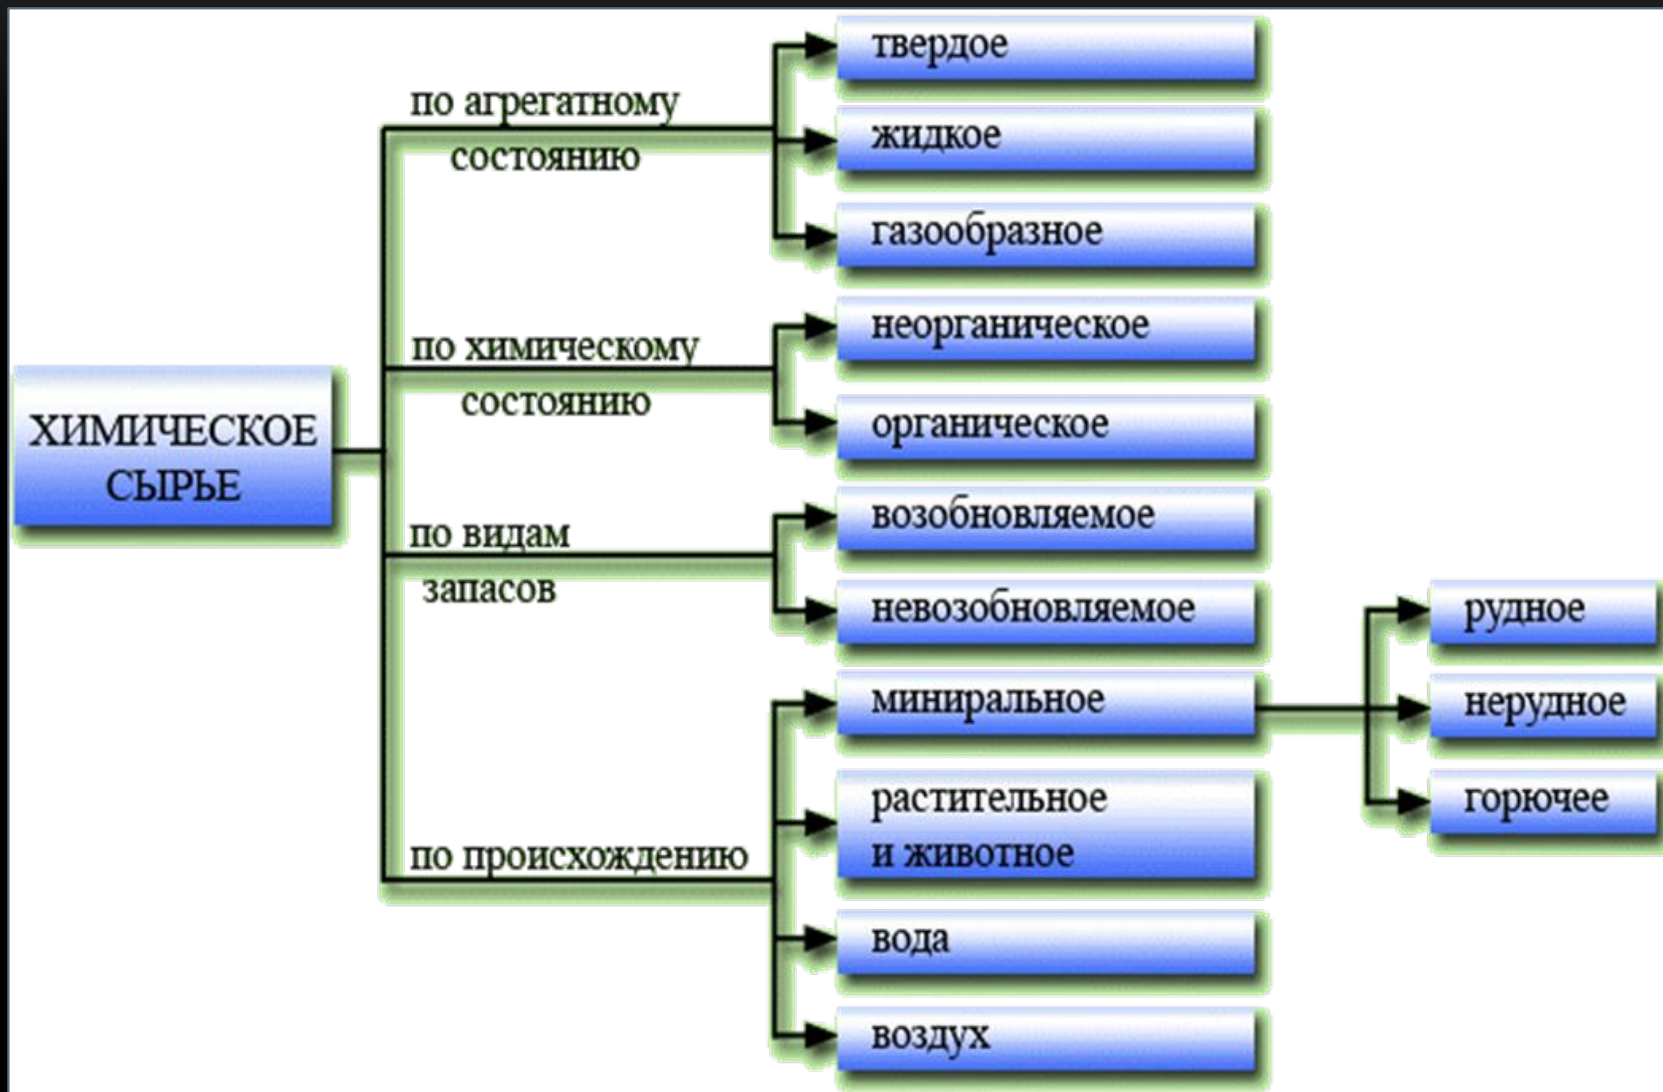 ХИМИЧЕСКОЕ
СЫРЬЕ
по агрегатному
состоянию
твердое
жидкое
газообразное
по химическому
состоянию
неорганическое
органическое
по видам
запасов
возобновляемое
невозобновляемое
по происхождению
миниральное
рудное
нерудное
горючее
растительное
и животное
вода
воздух